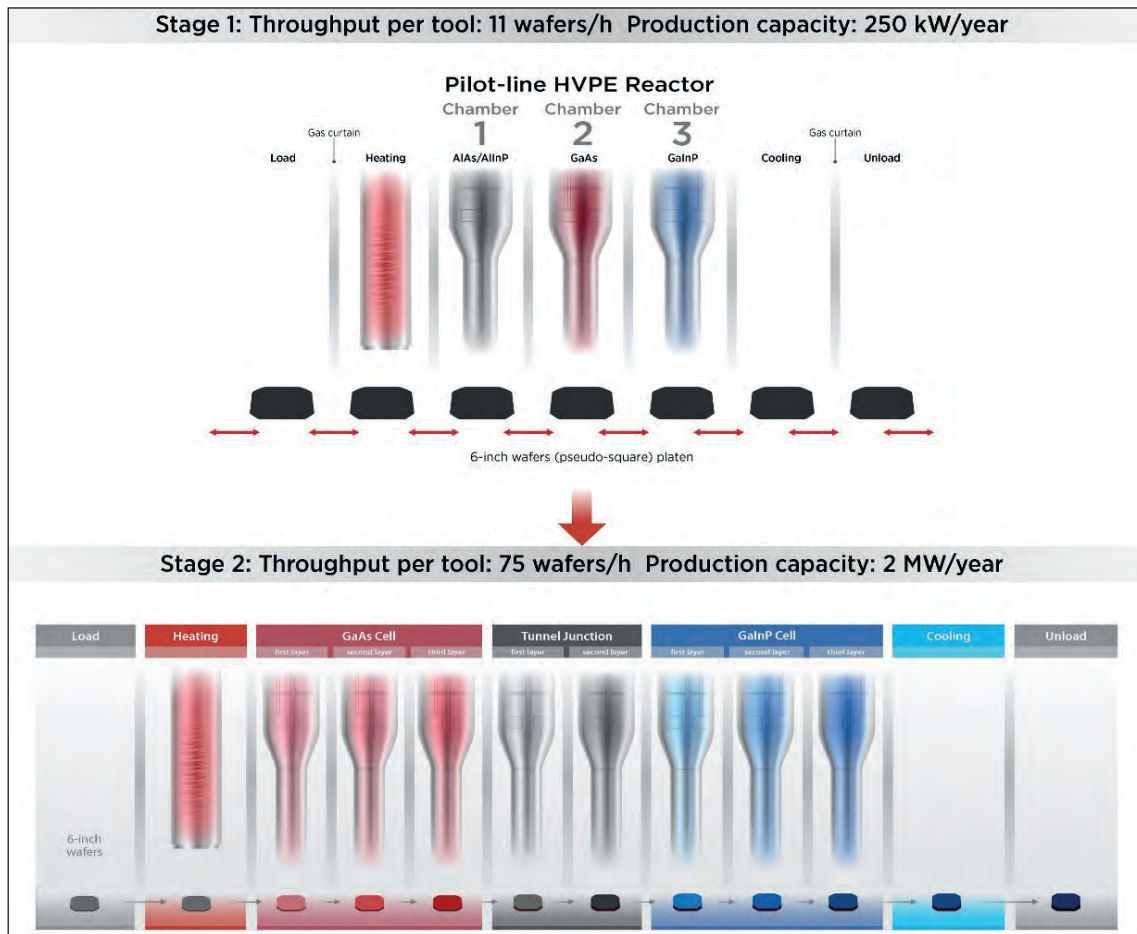 Stage 1: Throughput per tool: 11 wafers/h Production capacity: 250 kW/year
Pilot-line HVPE Reactor
Chamber Chamber Chamber
1 2 3
Gas curtain Gas curtain
Load Heating AlAs/AlInP GaAs GaInP Cooling Unload
6-inch wafers (pseudo-square) platen
Stage 2: Throughput per tool: 75 wafers/h Production capacity: 2 MW/year
Load Heating GaAs Cell Tunnel Junction GaInP Cell Cooling Unload
first layer second layer third layer first layer second layer first layer second layer third layer
6-inch
wafers